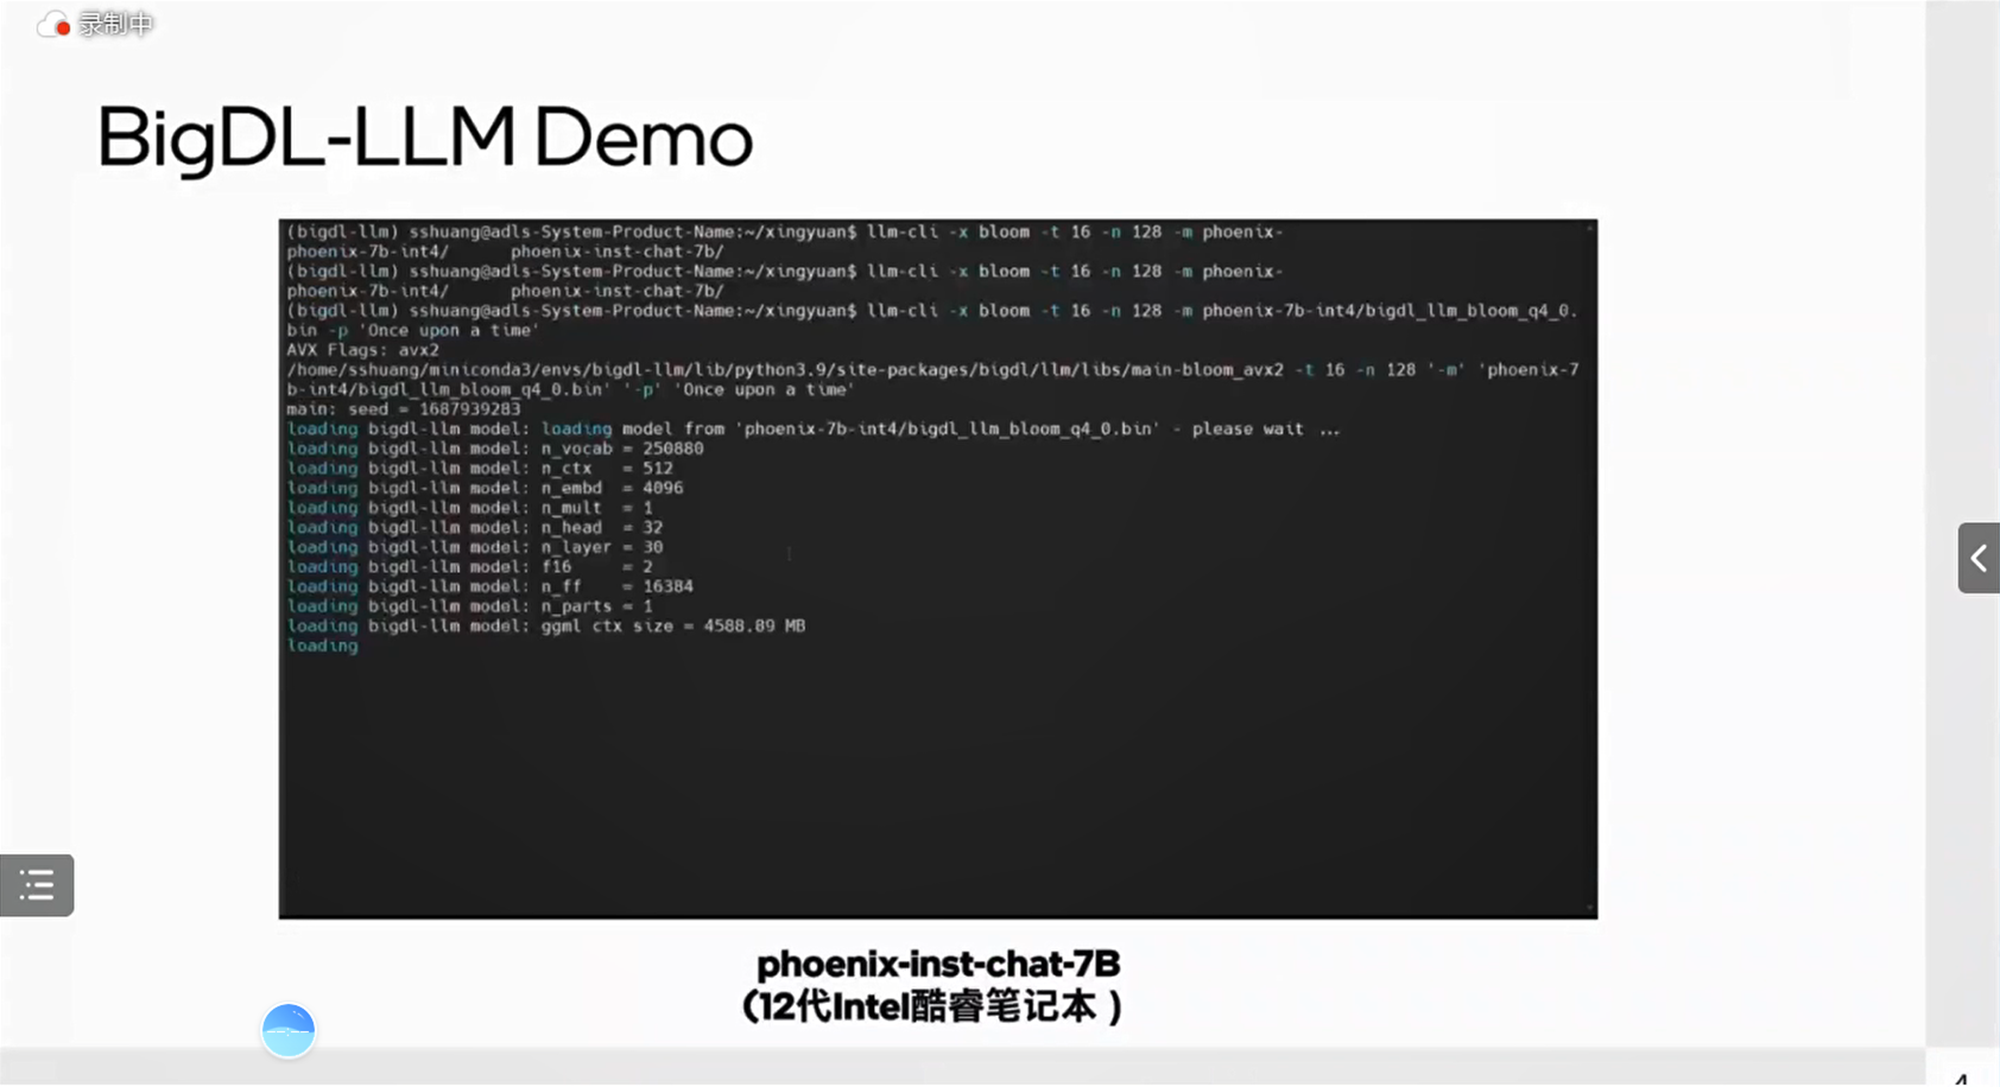 录制中
BigDL-LLM Demo
(bigdl-llm) sshuang@adls-System-Product-Name:~/xingyuan$ llm-cli -x bloom -t 16 -n 128 -m phoenix-
phoenix-7b-int4/      phoenix-inst-chat-7b/
(bigdl-llm) sshuang@adls-System-Product-Name:~/xingyuan$ llm-cli -x bloom -t 16 -n 128 -m phoenix-
phoenix-7b-int4/      phoenix-inst-chat-7b/
(bigdl-llm) sshuang@adls-System-Product-Name:~/xingyuan$ llm-cli -x bloom -t 16 -n 128 -m phoenix-7b-int4/bigdl_llm_bloom_q4_0.
bin -p 'Once upon a time'
AVX Flags: avx2
/home/sshuang/miniconda3/envs/bigdl-llm/lib/python3.9/site-packages/bigdl/llm/libs/main-bloom_avx2 -t 16 -n 128 '-m' 'phoenix-7
b-int4/bigdl_llm_bloom_q4_0.bin' '-p' 'Once upon a time'
main: seed = 1687939283
loading bigdl-llm model: loading model from 'phoenix-7b-int4/bigdl_llm_bloom_q4_0.bin' - please wait ...
loading bigdl-llm model: n_vocab = 250880
loading bigdl-llm model: n_ctx   = 512
loading bigdl-llm model: n_embd  = 4096
loading bigdl-llm model: n_mult  = 1
loading bigdl-llm model: n_head  = 32
loading bigdl-llm model: n_layer = 30
loading bigdl-llm model: f16     = 2
loading bigdl-llm model: n_ff    = 16384
loading bigdl-llm model: n_parts = 1
loading bigdl-llm model: ggml ctx size = 4588.89 MB
loading
phoenix-inst-chat-7B
(12代Intel酷睿笔记本 )
4